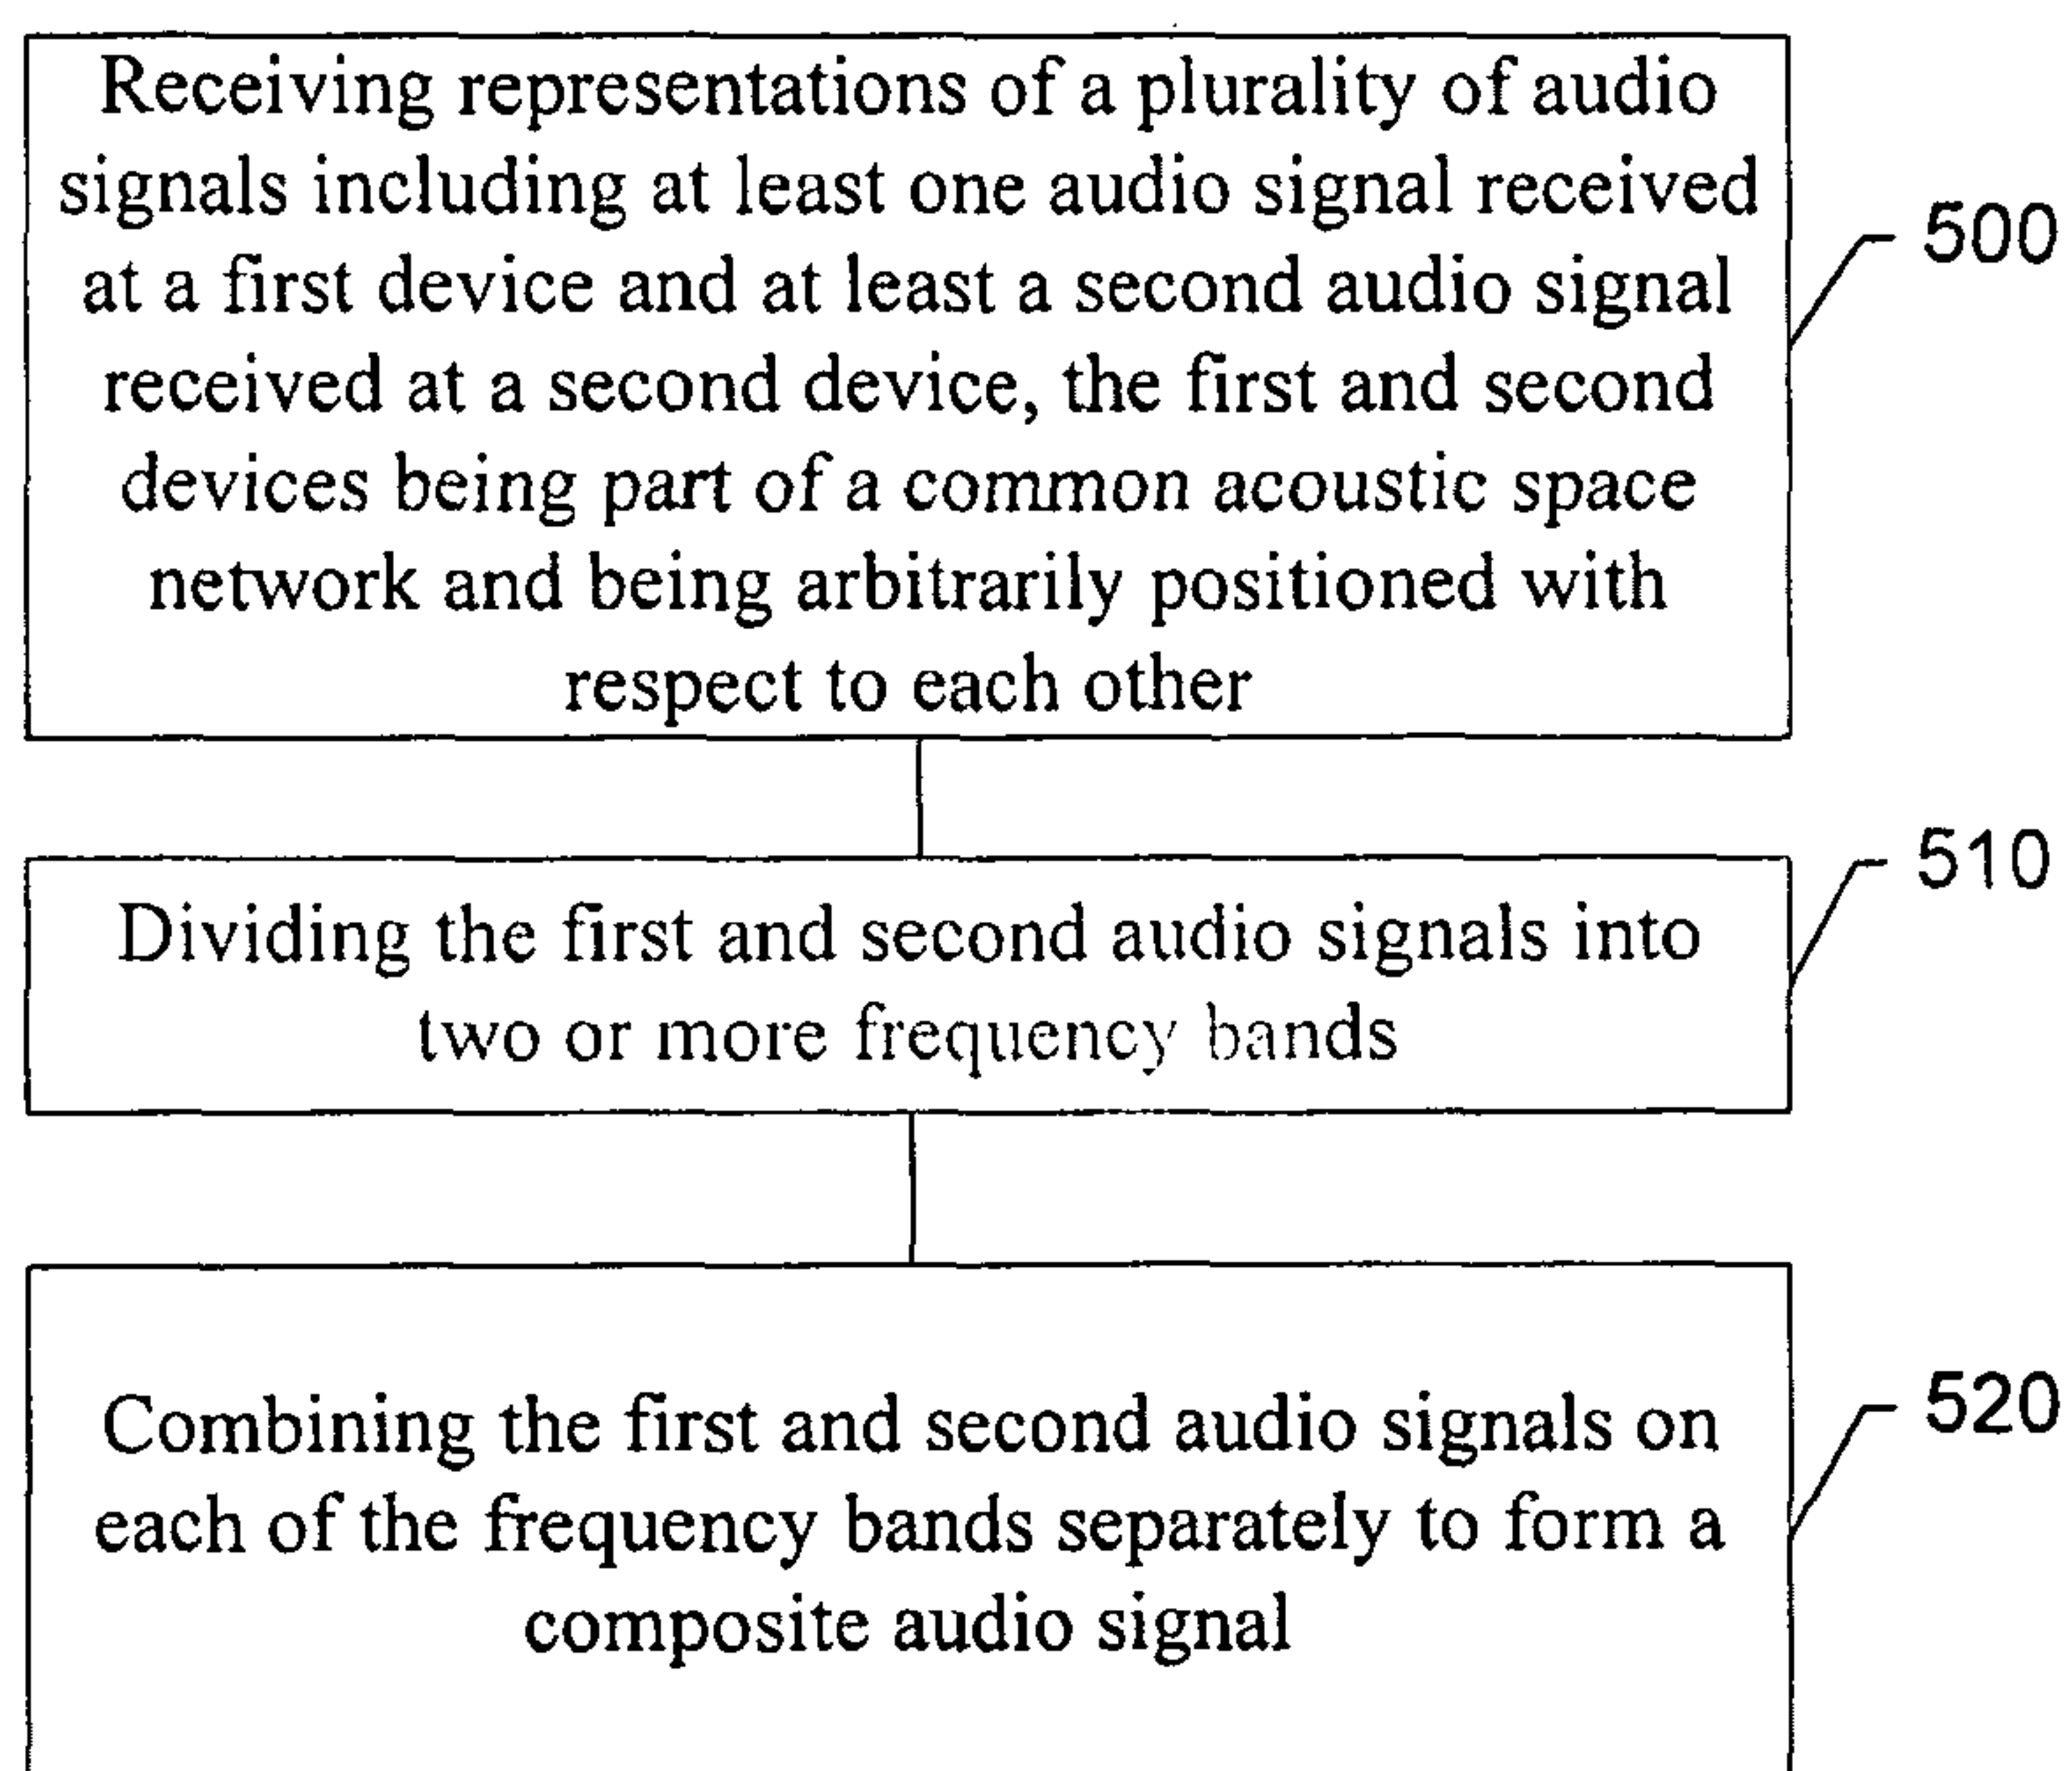 Receiving representations of a plurality of audio
signals including at least one audio signal received
at a first device and at least a second audio signal
received at a second device, the first and second
devices being part of a common acoustic space
network and being arbitrarily positioned with
respect to each other
500
Dividing the first and second audio signals into
two or more frequency bands
510
Combining the first and second audio signals on
each of the frequency bands separately to form a
composite audio signal
520